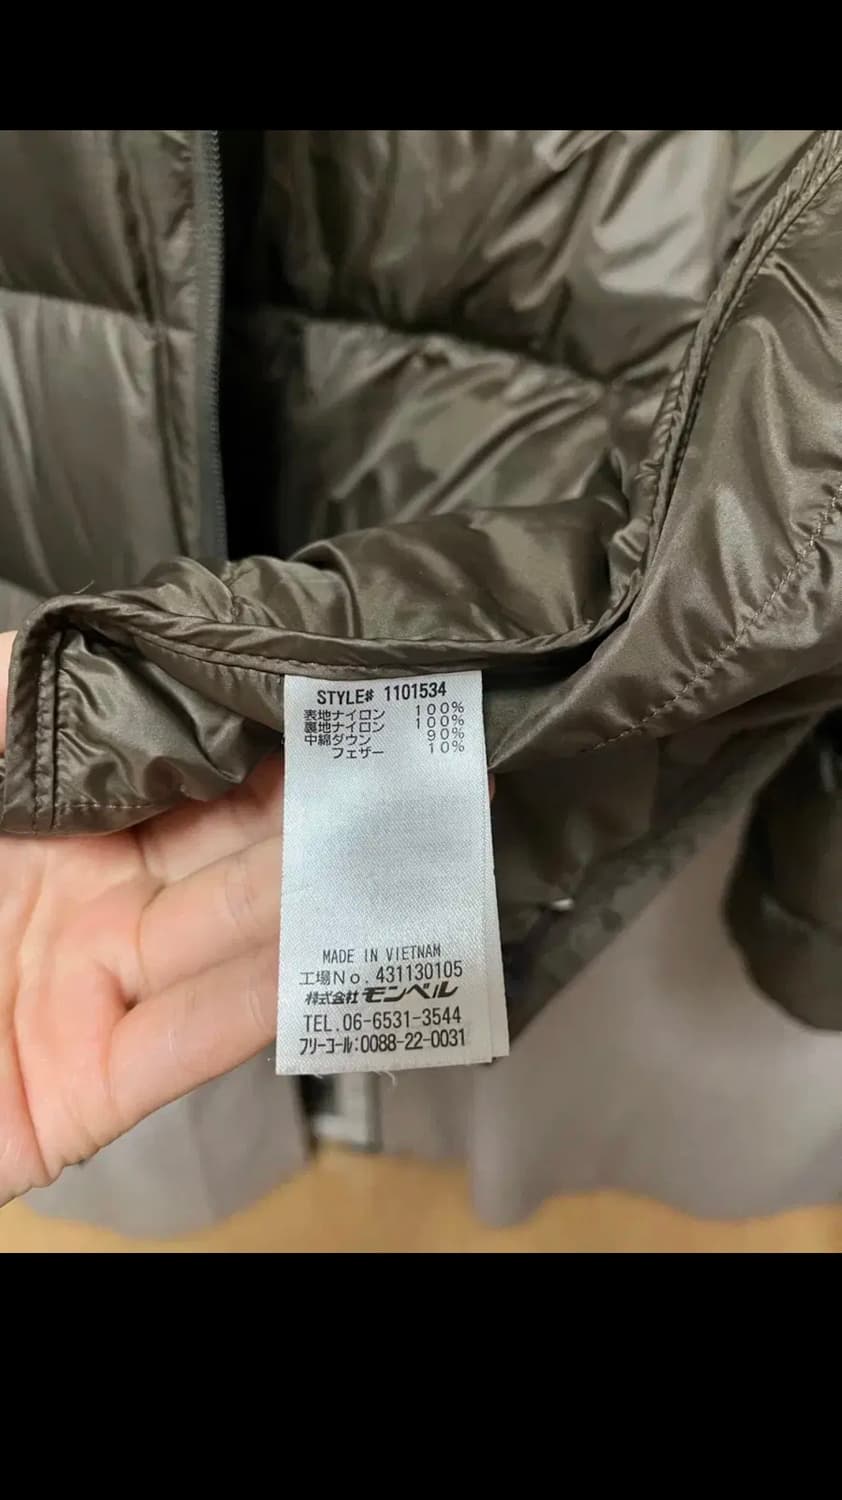 STYLE# 1101534
表地ナイロン 100%
裏地ナイロン 100%
中綿ダウン 90%
フェザー 10%
MADE IN VIETNAM
工場No.431130105
株式会社モンベル
TEL.06-6531-3544
フリーコール:0088-22-0031